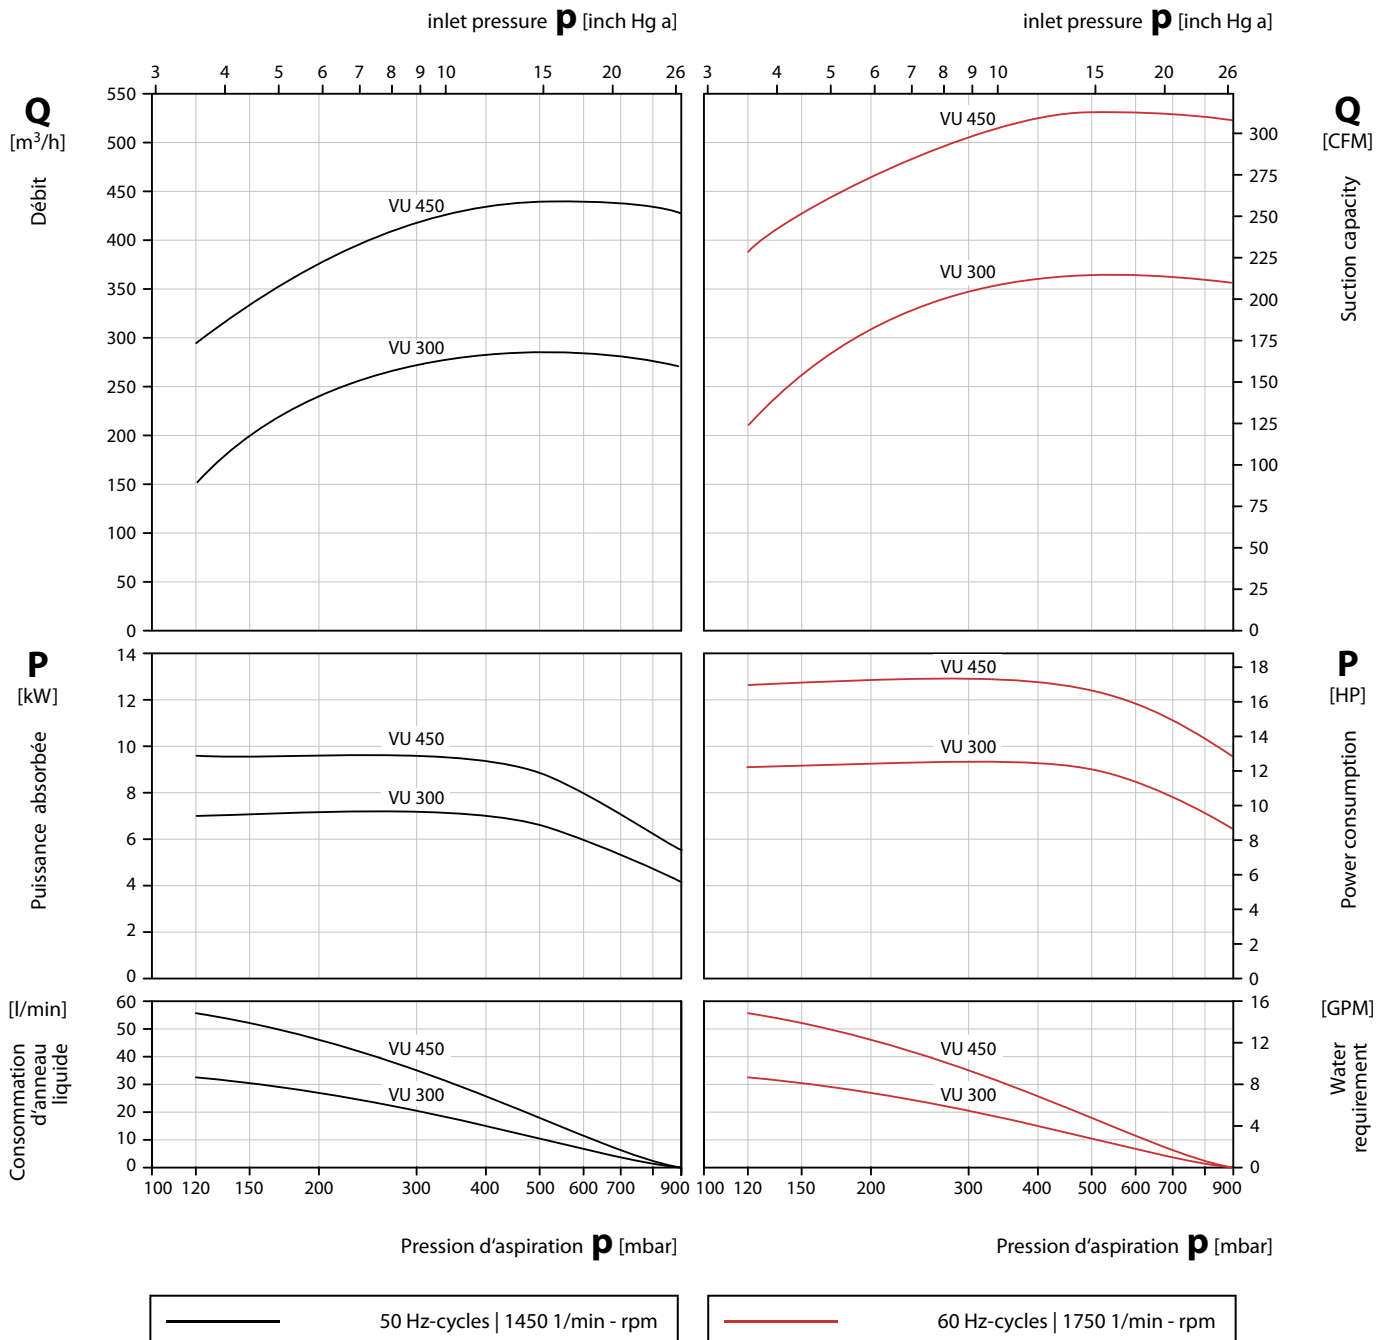 inlet pressure p [inch Hg a]
inlet pressure p [inch Hg a]
3 4 5 6 7 8 9 10 15 20 26
3 4 5 6 7 8 9 10 15 20 26
Q
[m³/h]
Débit
550
500
450
400
350
300
250
200
150
100
50
0
VU 450
VU 300
VU 450
VU 300
Q
[CFM]
Suction capacity
300
275
250
225
200
175
150
125
100
75
50
25
0
P
[kW]
Puissance absorbée
14
12
10
8
6
4
2
0
VU 450
VU 300
VU 450
VU 300
P
[HP]
Power consumption
18
16
14
12
10
8
6
4
2
0
[l/min]
Consommation
d'anneau
liquide
60
50
40
30
20
10
0
VU 450
VU 300
VU 450
VU 300
[GPM]
Water
requirement
16
12
8
4
0
100 120 150 200 300 400 500 600 700 900
100 120 150 200 300 400 500 600 700 900
Pression d‘aspiration p [mbar]
Pression d‘aspiration p [mbar]
50 Hz-cycles | 1450 1/min - rpm
60 Hz-cycles | 1750 1/min - rpm